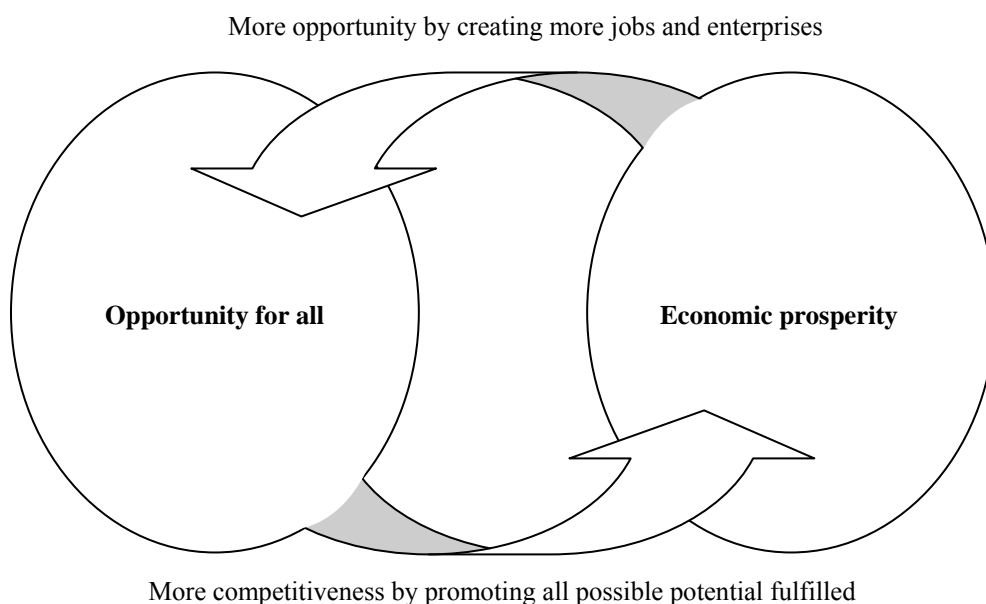 More opportunity by creating more jobs and enterprises
Opportunity for all
Economic prosperity
More competitiveness by promoting all possible potential fulfilled